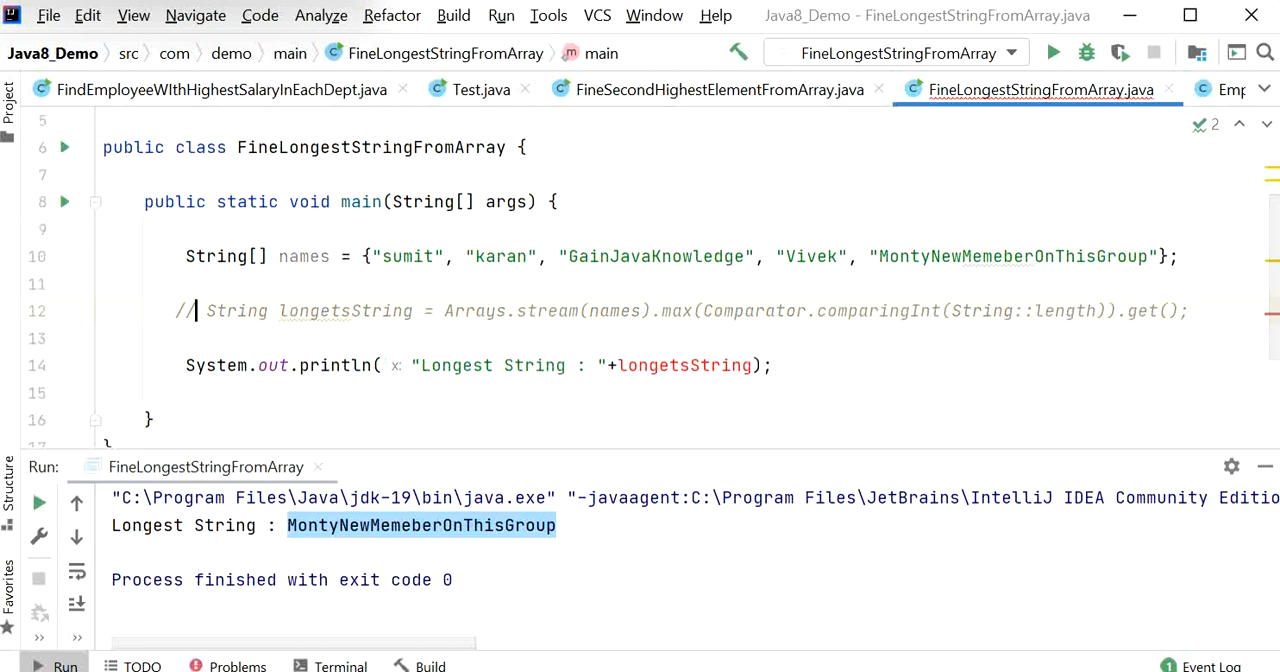 File Edit View Navigate Code Analyze Refactor Build Run Tools VCS Window Help Java8_Demo - FineLongestStringFromArray.java
Java8_Demo src com demo main FineLongestStringFromArray main FineLongestStringFromArray
FindEmployeeWIthHighestSalaryInEachDept.java Test.java FineSecondHighestElementFromArray.java FineLongestStringFromArray.java Emp
Project
5
2
6 public class FineLongestStringFromArray {
7
8 public static void main(String[] args) {
9
10 String[] names = {"sumit", "karan", "GainJavaKnowledge", "Vivek", "MontyNewMemeberOnThisGroup"};
11
12 // String longetsString = Arrays.stream(names).max(Comparator.comparingInt(String::length)).get();
13
14 System.out.println( x: "Longest String : "+longetsString);
15
16 }
17 }
Structure
Favorites
Run: FineLongestStringFromArray
"C:\Program Files\Java\jdk-19\bin\java.exe" "-javaagent:C:\Program Files\JetBrains\IntelliJ IDEA Community Editio
Longest String : MontyNewMemeberOnThisGroup
Process finished with exit code 0
Run TODO Problems Terminal Build 1 Event Log